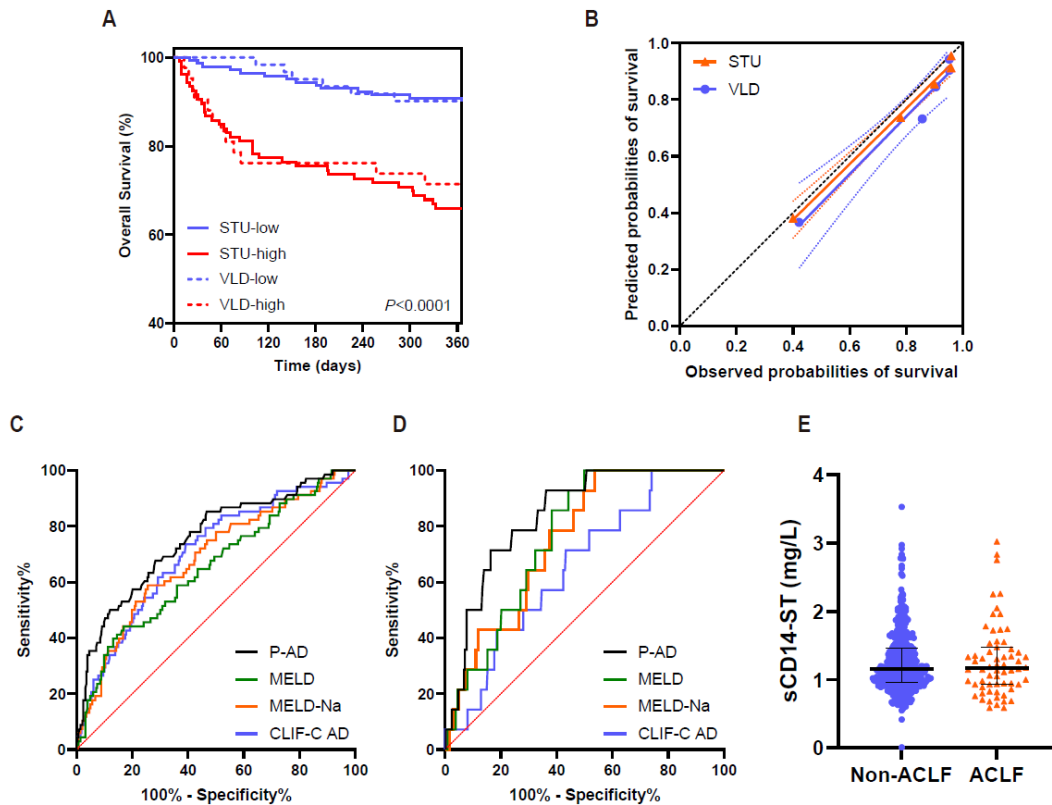 A
Overall Survival (%)
100
80
60
40
STU-low
STU-high
VLD-low
VLD-high
P<0.0001
0 60 120 180 240 300 360
Time (days)
B
Predicted probabilities of survival
1.0
0.8
0.6
0.4
0.2
0.0
STU
VLD
0.0 0.2 0.4 0.6 0.8 1.0
Observed probabilities of survival
C
Sensitivity%
100
80
60
40
20
0
P-AD
MELD
MELD-Na
CLIF-C AD
0 20 40 60 80 100
100% - Specificity%
D
Sensitivity%
100
80
60
40
20
0
P-AD
MELD
MELD-Na
CLIF-C AD
0 20 40 60 80 100
100% - Specificity%
E
sCD14-ST (mg/L)
4
3
2
1
0
Non-ACLF ACLF